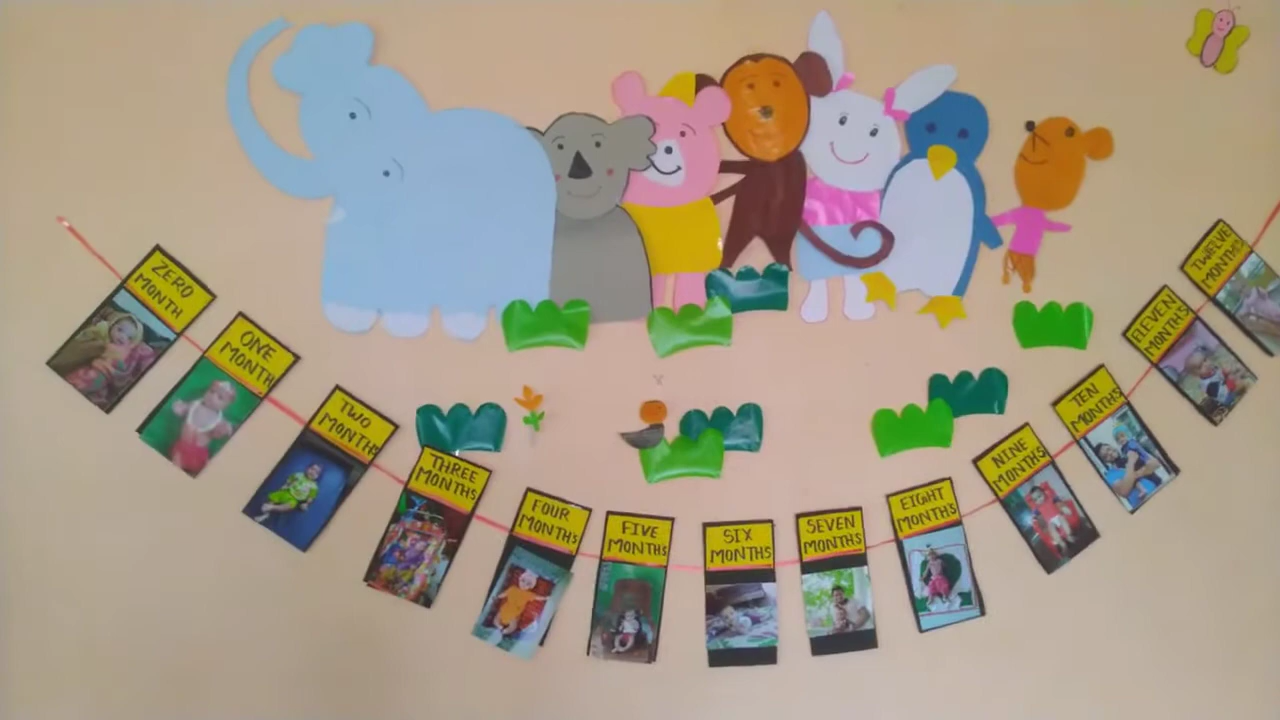 ZERO
MONTH
ONE
MONTH
TWO
MONTHS
THREE
MONTHS
FOUR
MONTHS
FIVE
MONTHS
SIX
MONTHS
SEVEN
MONTHS
EIGHT
MONTHS
NINE
MONTHS
TEN
MONTHS
ELEVEN
MONTHS
TWELVE
MONTHS